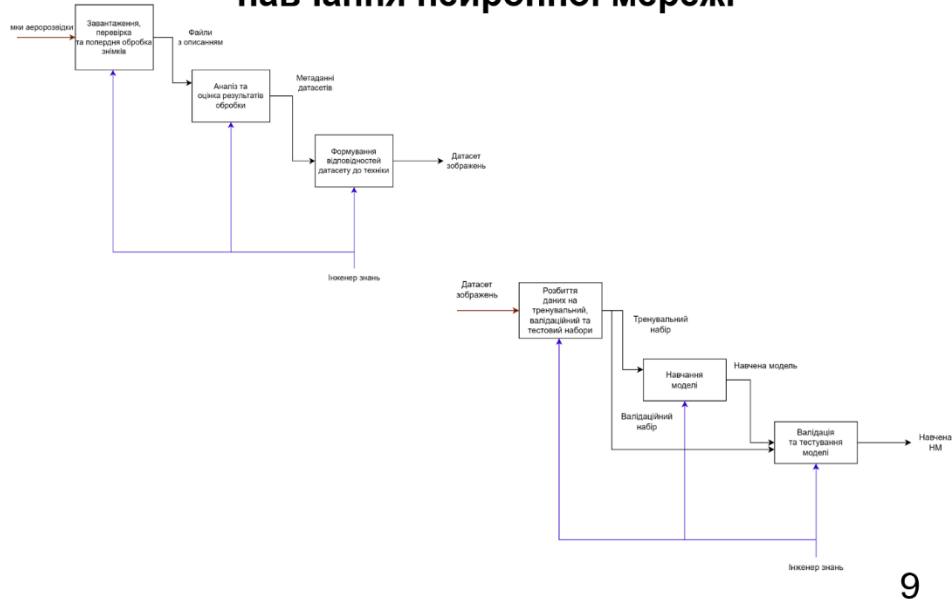 навчання нейронної мережі
мки аеророзвідки
Завантаження,
перевірка
та попердня обробка
знімків
Файли
з описанням
Аналіз та
оцінка результатів
обробки
Метаданні
датасетів
Формування
відповідностей
датасету до техніки
Датасет
зображень
Інженер знань
Датасет
зображень
Розбиття
даних на
тренувальний,
валідаційний та
тестовий набори
Тренувальний
набір
Навчання
моделі
Навчена модель
Валідаційний
набір
Валідація
та тестування
моделі
Навчена
НМ
Інженер знань
9